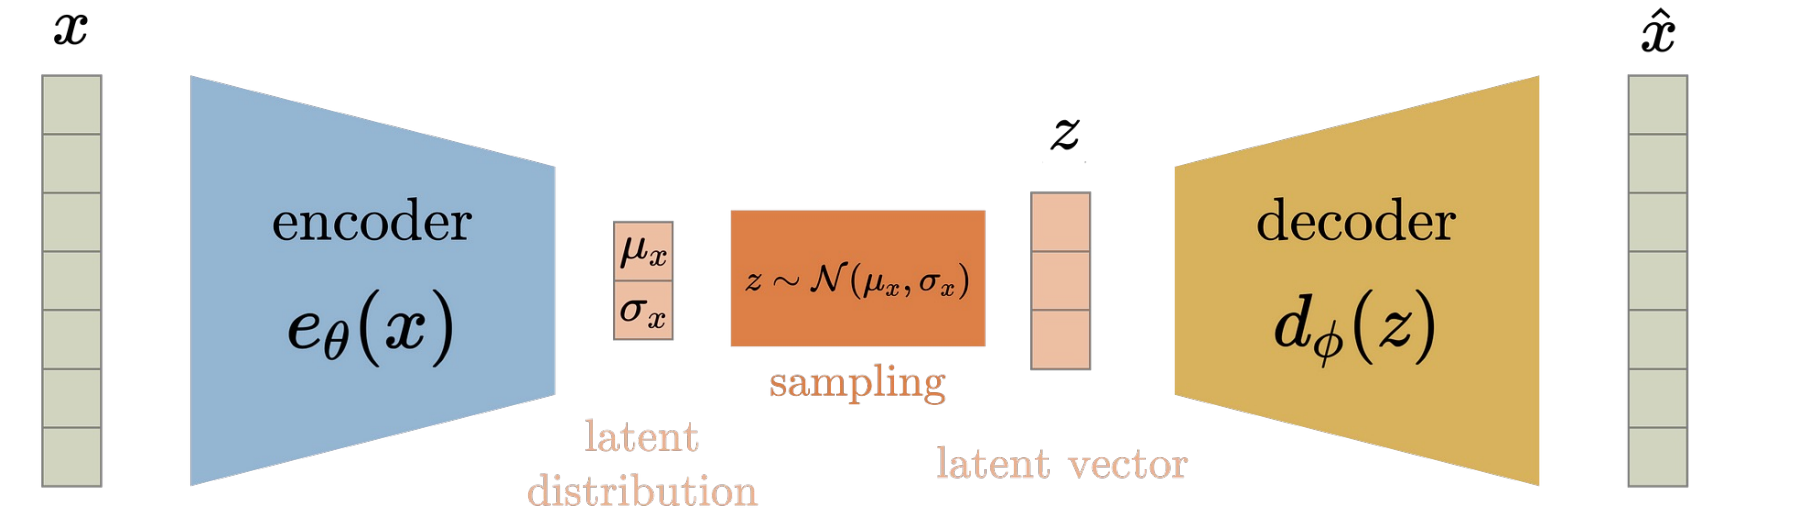 x
encoder
e_θ(x)
μ_x
σ_x
latent
distribution
z ∼ 𝒩(μ_x, σ_x)
sampling
z
latent vector
decoder
d_ϕ(z)
x̂